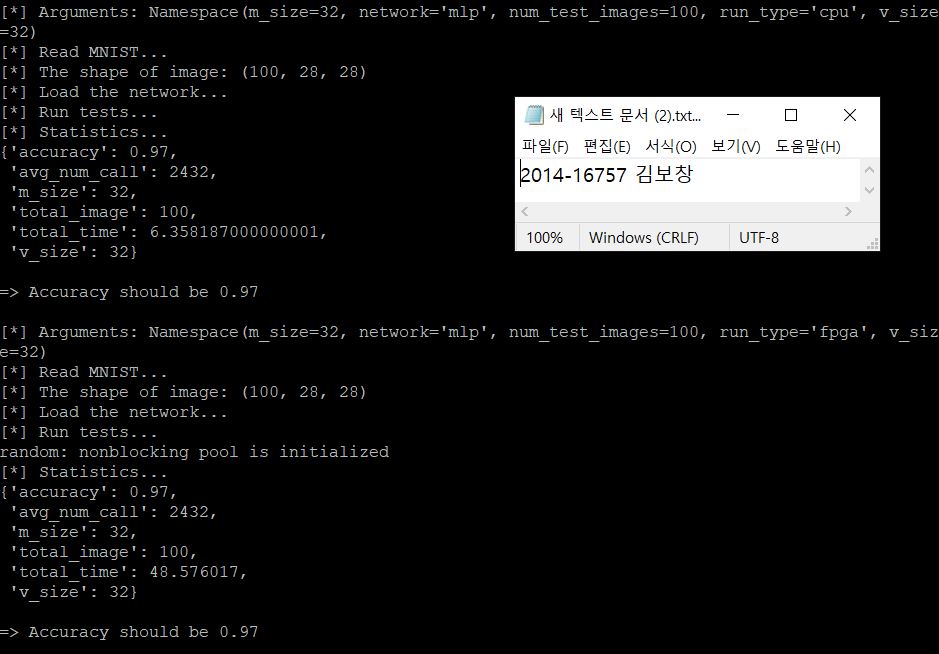 [*] Arguments: Namespace(m_size=32, network='mlp', num_test_images=100, run_type='cpu', v_size
=32)
[*] Read MNIST...
[*] The shape of image: (100, 28, 28)
[*] Load the network...
[*] Run tests...
[*] Statistics...
{'accuracy': 0.97,
 'avg_num_call': 2432,
 'm_size': 32,
 'total_image': 100,
 'total_time': 6.358187000000001,
 'v_size': 32}
=> Accuracy should be 0.97
[*] Arguments: Namespace(m_size=32, network='mlp', num_test_images=100, run_type='fpga', v_siz
e=32)
[*] Read MNIST...
[*] The shape of image: (100, 28, 28)
[*] Load the network...
[*] Run tests...
random: nonblocking pool is initialized
[*] Statistics...
{'accuracy': 0.97,
 'avg_num_call': 2432,
 'm_size': 32,
 'total_image': 100,
 'total_time': 48.576017,
 'v_size': 32}
=> Accuracy should be 0.97
새 텍스트 문서 (2).txt...
파일(F) 편집(E) 서식(O) 보기(V) 도움말(H)
2014-16757 김보창
100% Windows (CRLF) UTF-8